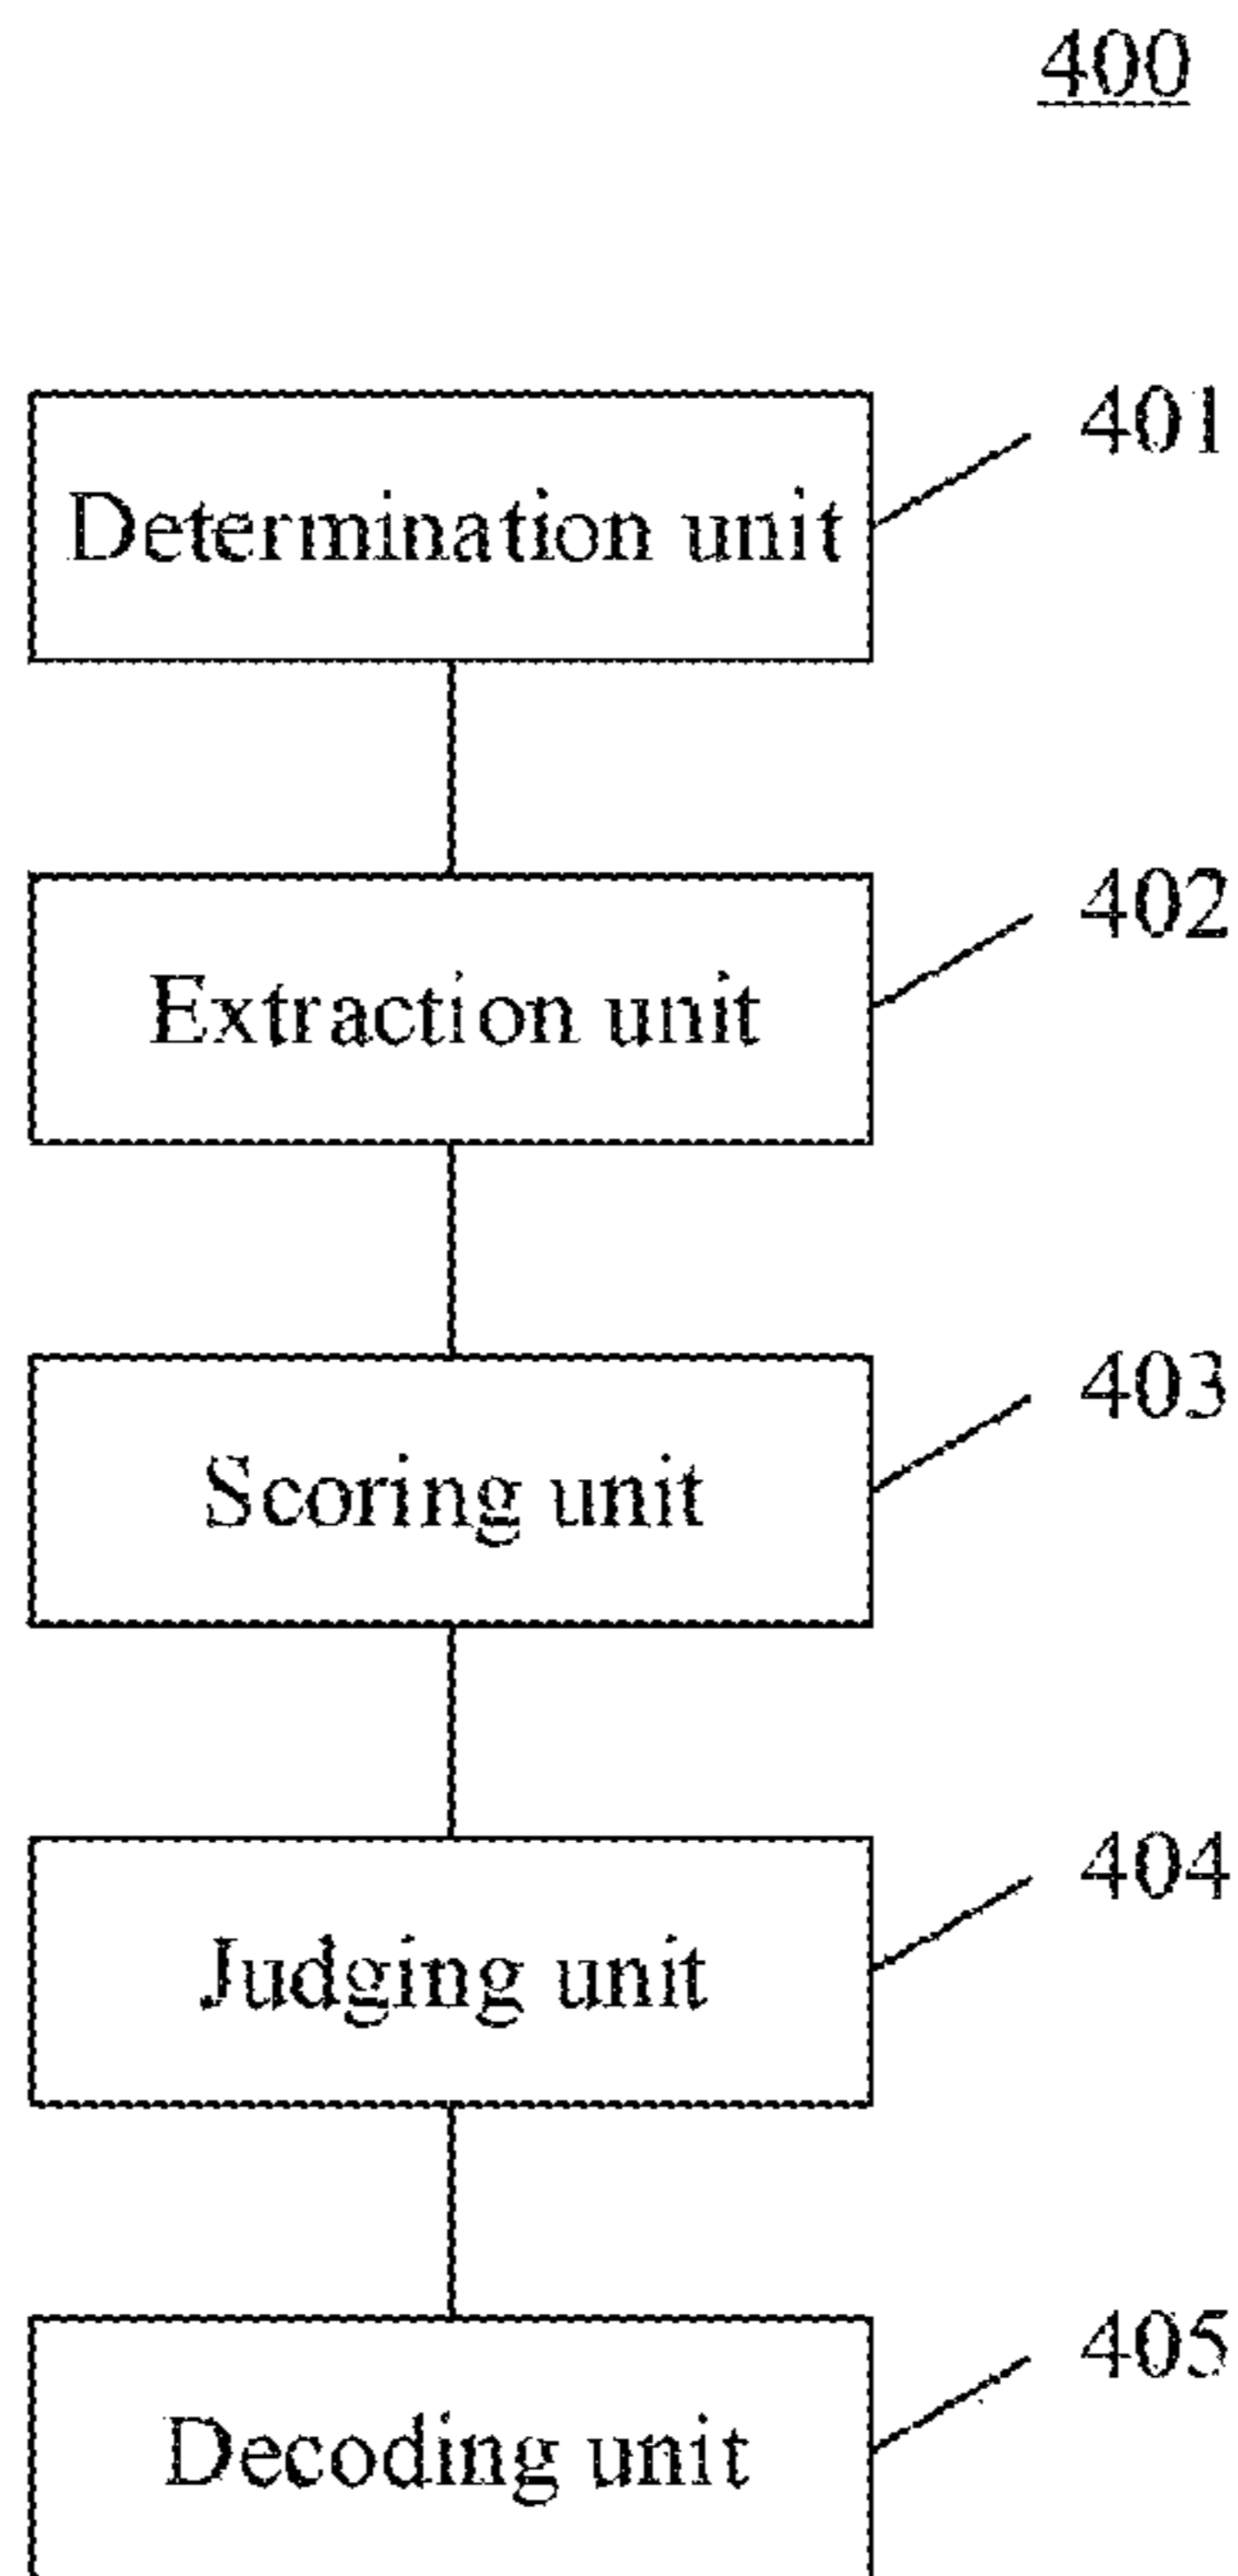 400
Determination unit 401
Extraction unit 402
Scoring unit 403
Judging unit 404
Decoding unit 405